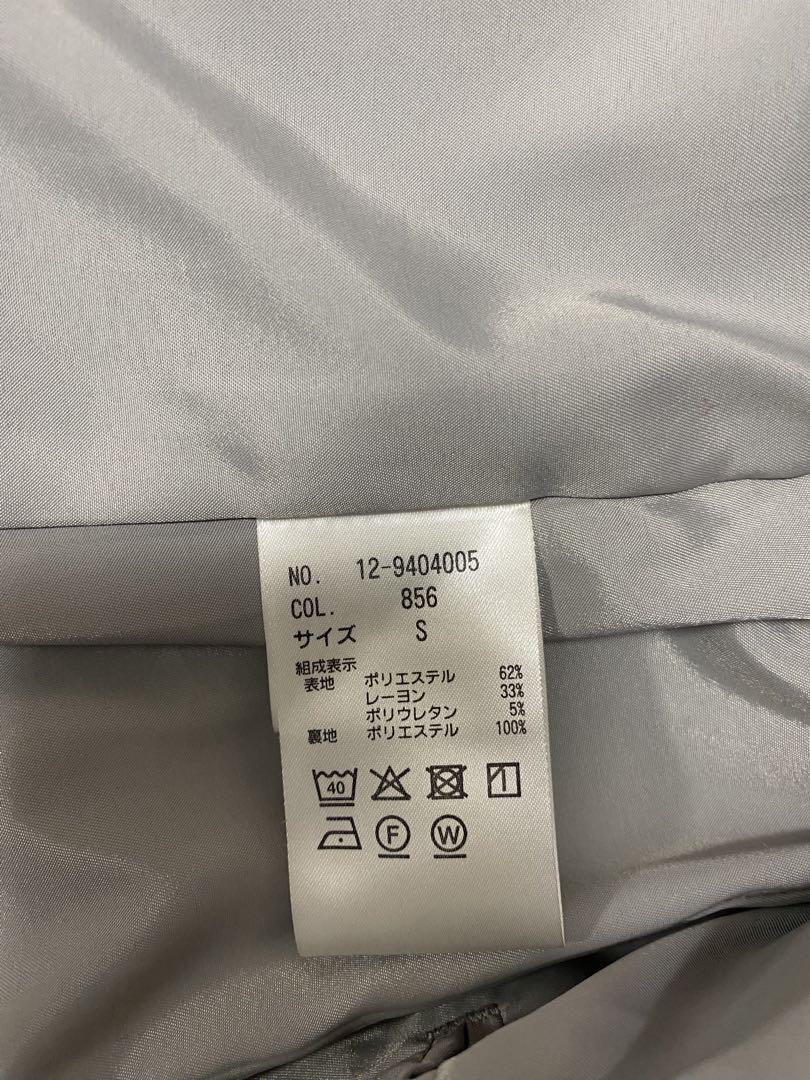 NO. 12-9404005
COL. 856
サイズ S
組成表示
表地 ポリエステル 62%
レーヨン 33%
ポリウレタン 5%
裏地 ポリエステル 100%
40
F W